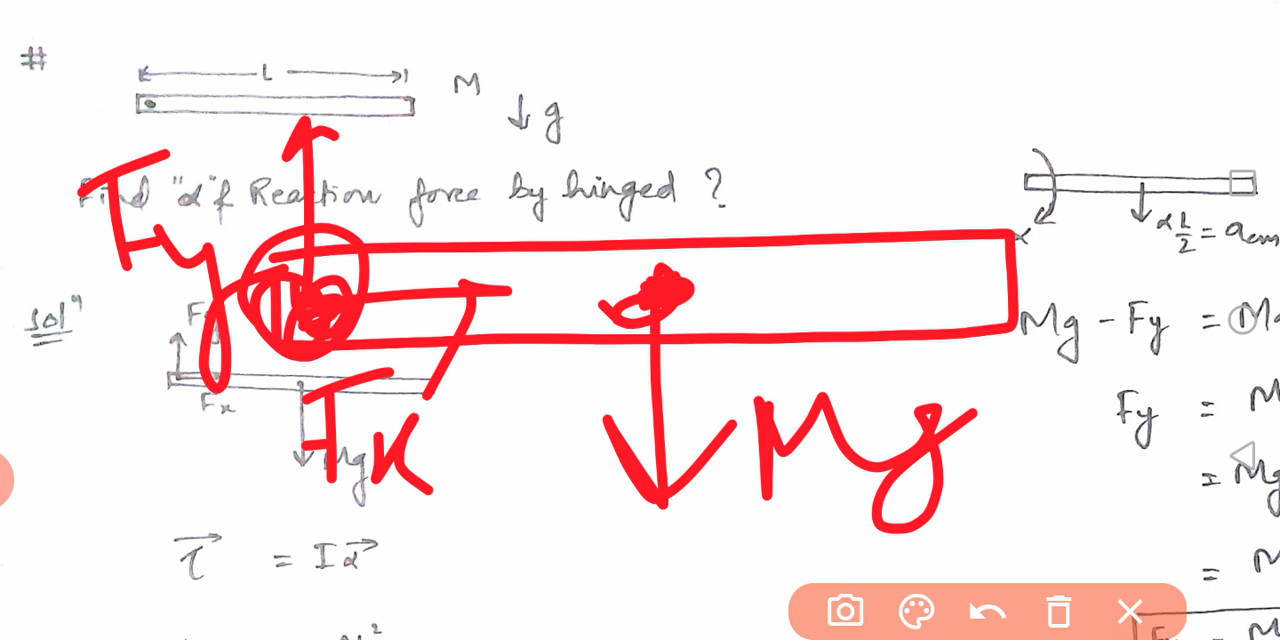 #
L
M
↓ g
Find "α" & Reaction force by hinged ?
Fy
α
α L/2 = acm
Solⁿ
F
Mg - Fy = Ma
Fx
Fx
Mg
Mg
Fy = M
= Mg
τ⃗ = Iα⃗
= M